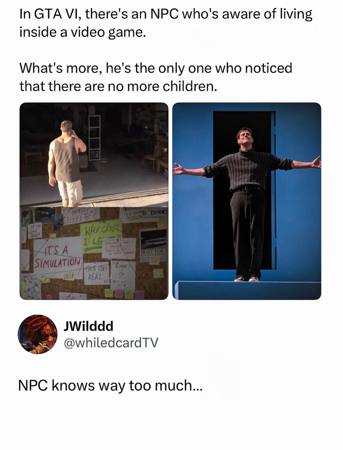 In GTA VI, there's an NPC who's aware of living
inside a video game.
What's more, he's the only one who noticed
that there are no more children.
IT'S A
SIMULATION
JWilddd
@whiledcardTV
NPC knows way too much...